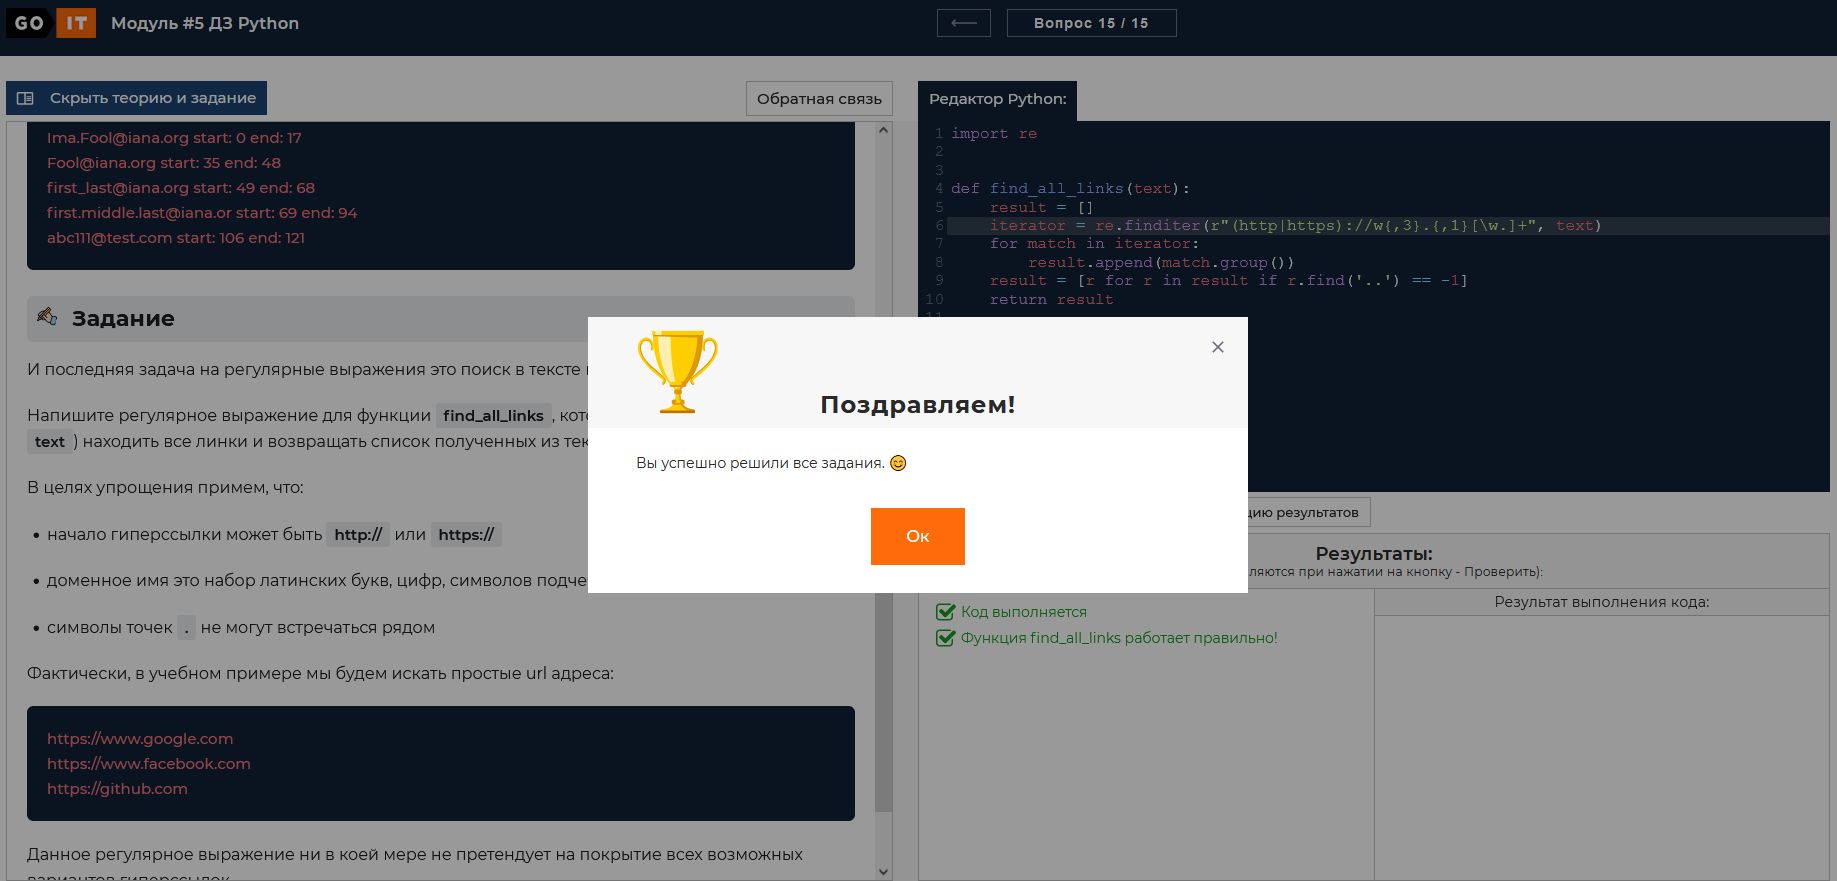 GO IT Модуль #5 ДЗ Python
Вопрос 15 / 15
Скрыть теорию и задание
Обратная связь
Ima.Fool@iana.org start: 0 end: 17
Fool@iana.org start: 35 end: 48
first_last@iana.org start: 49 end: 68
first.middle.last@iana.or start: 69 end: 94
abc111@test.com start: 106 end: 121
Задание
И последняя задача на регулярные выражения это поиск в тексте
Напишите регулярное выражение для функции find_all_links, кот
text ) находить все линки и возвращать список полученных из тек
В целях упрощения примем, что:
• начало гиперссылки может быть http:// или https://
• доменное имя это набор латинских букв, цифр, символов подче
• символы точек . не могут встречаться рядом
Фактически, в учебном примере мы будем искать простые url адреса:
https://www.google.com
https://www.facebook.com
https://github.com
Данное регулярное выражение ни в коей мере не претендует на покрытие всех возможных
вариантов гиперссылок
Редактор Python:
1 import re
2
3
4 def find_all_links(text):
5 result = []
6 iterator = re.finditer(r"(http|https)://w{,3}.{,1}[\w.]+", text)
7 for match in iterator:
8 result.append(match.group())
9 result = [r for r in result if r.find('..') == -1]
10 return result
11
Поздравляем!
Вы успешно решили все задания. 😊
Ок
цию результатов
Результаты:
ляются при нажатии на кнопку - Проверить):
Код выполняется
Функция find_all_links работает правильно!
Результат выполнения кода: